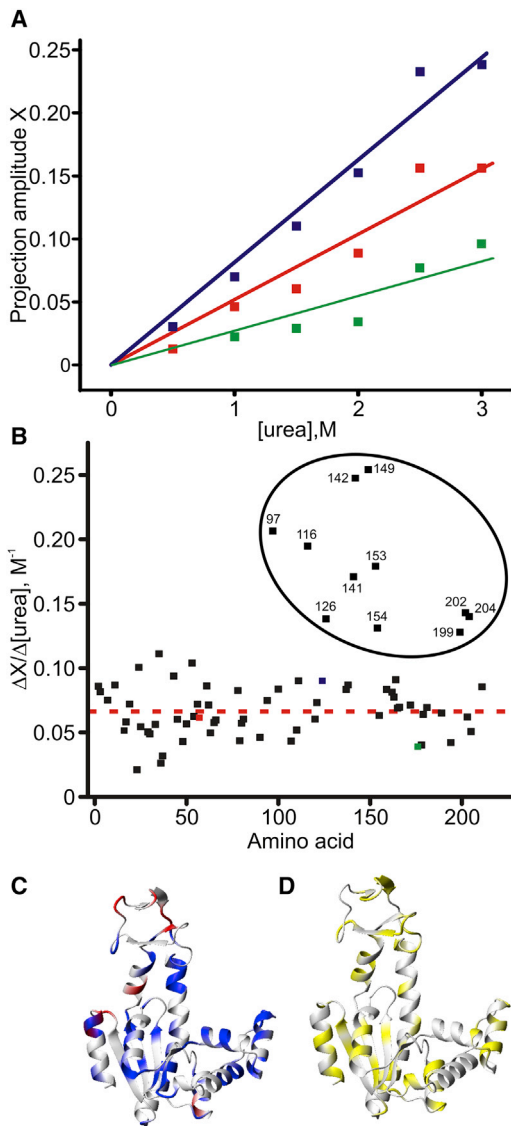 A
Projection amplitude X
0.25
0.20
0.15
0.10
0.05
0
0 1 2 3
[urea],M
B
ΔX/Δ[urea], M⁻¹
0.25
0.20
0.15
0.10
0.05
0
142 149
97
116
153
141
126
154
202
204
199
0 50 100 150 200
Amino acid
C D